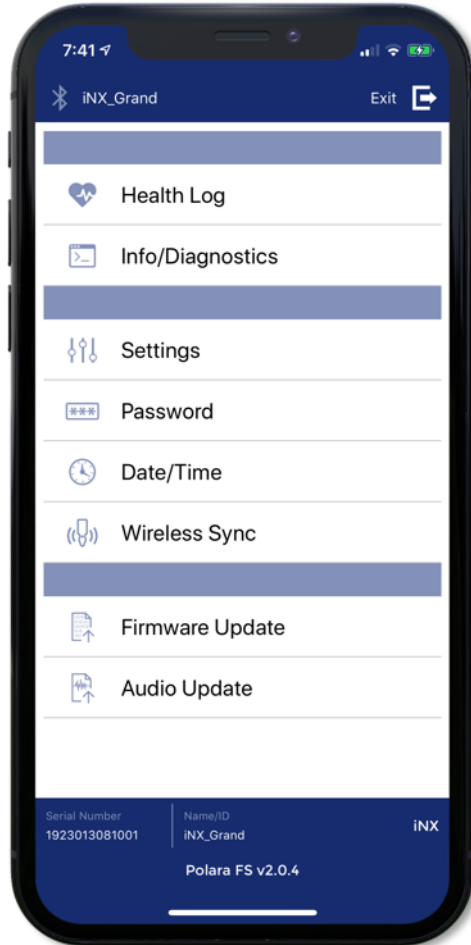 7:41
iNX_Grand Exit
Health Log
Info/Diagnostics
Settings
***
Password
Date/Time
Wireless Sync
Firmware Update
Audio Update
Serial Number Name/ID
1923013081001 iNX_Grand iNX
Polara FS v2.0.4